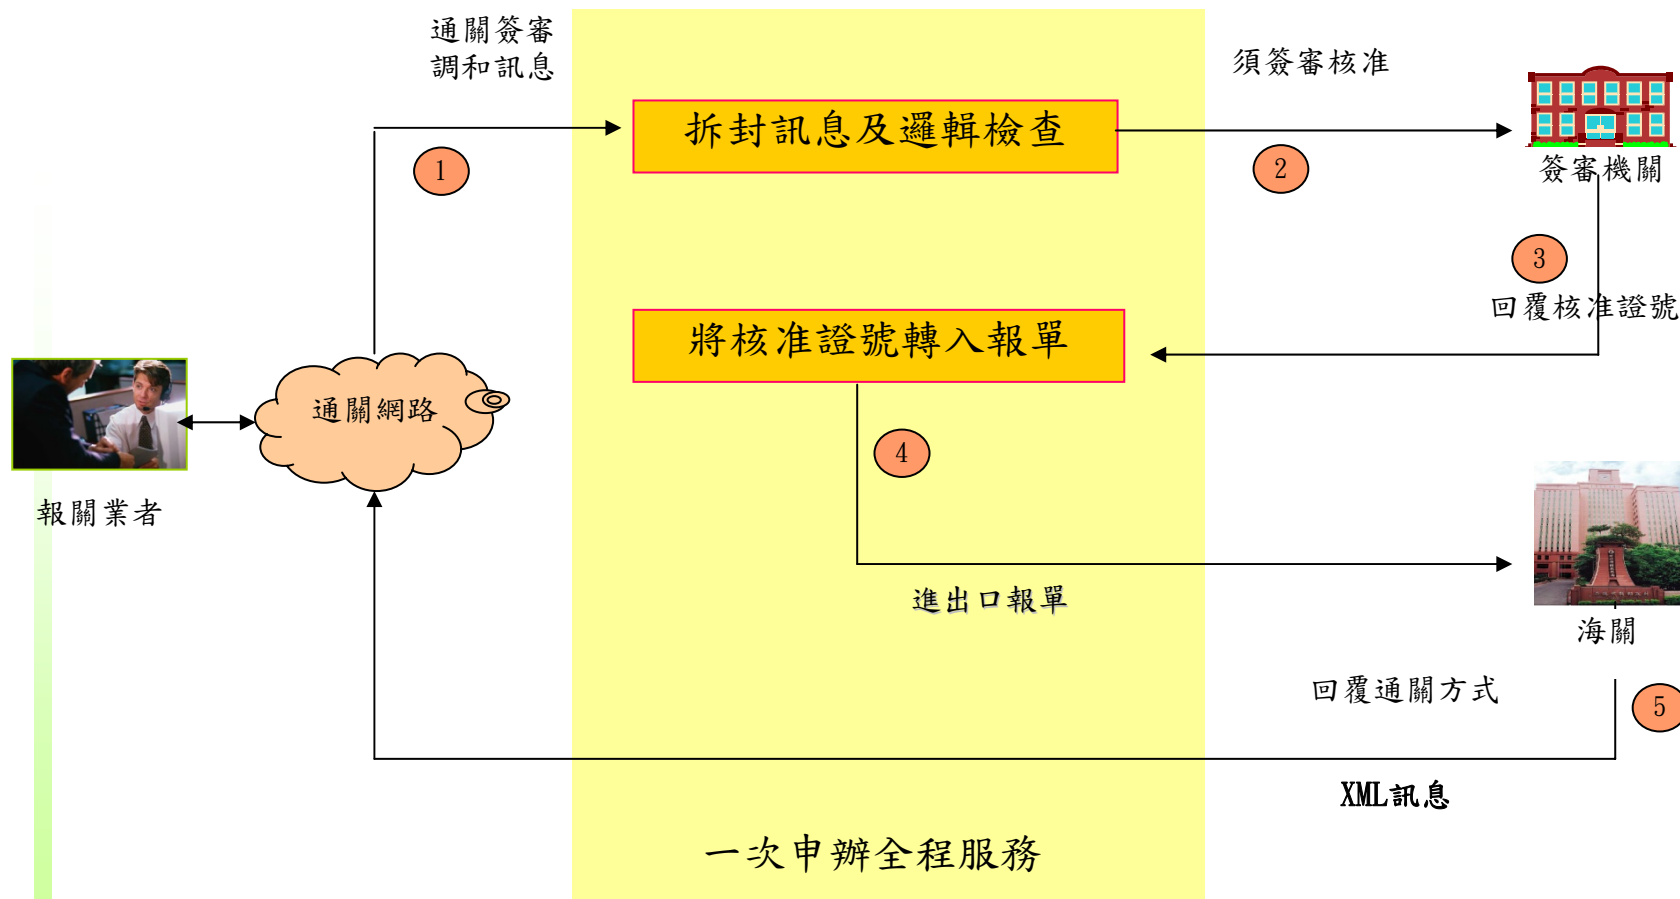 通關簽審
調和訊息
須簽審核准
拆封訊息及邏輯檢查
1
2
簽審機關
3
回覆核准證號
將核准證號轉入報單
通關網路
4
報關業者
進出口報單
海關
回覆通關方式
5
XML訊息
一次申辦全程服務